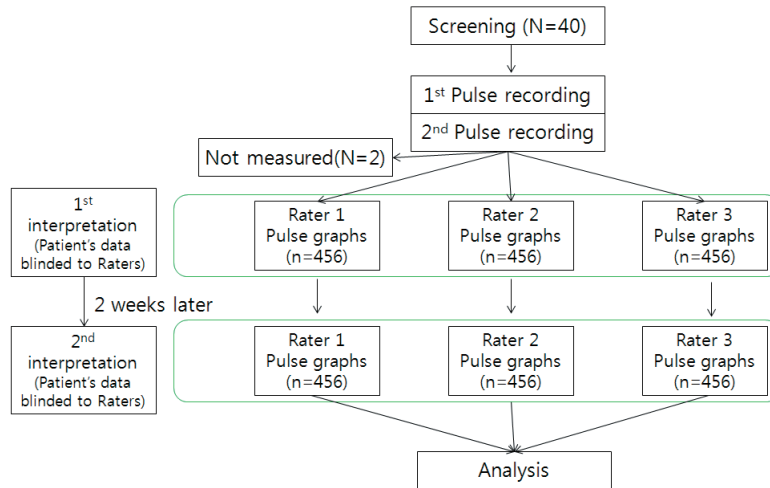 Screening (N=40)
1st Pulse recording
2nd Pulse recording
Not measured(N=2)
1st
interpretation
(Patient's data
blinded to Raters)
Rater 1
Pulse graphs
(n=456)
Rater 2
Pulse graphs
(n=456)
Rater 3
Pulse graphs
(n=456)
2 weeks later
2nd
interpretation
(Patient's data
blinded to Raters)
Rater 1
Pulse graphs
(n=456)
Rater 2
Pulse graphs
(n=456)
Rater 3
Pulse graphs
(n=456)
Analysis